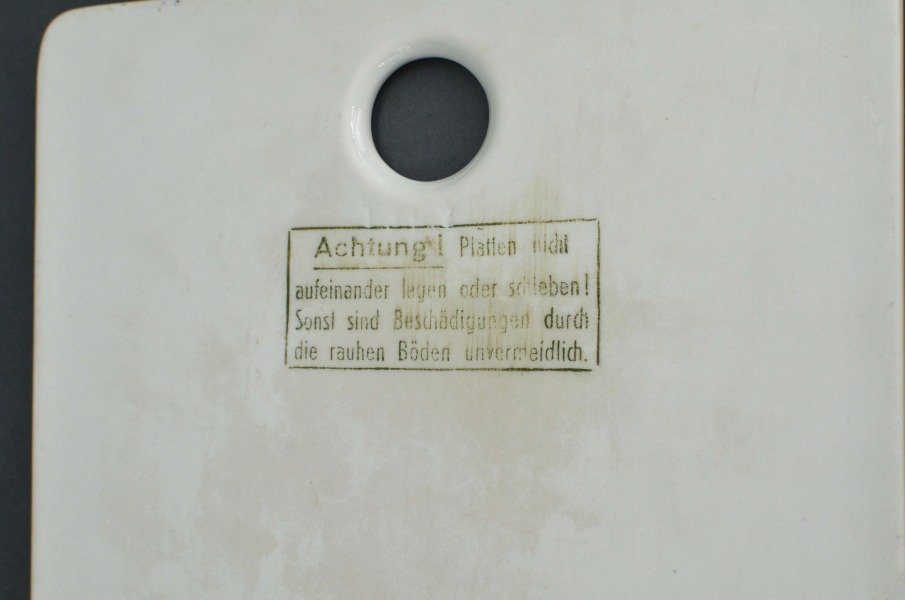 Achtung! Platten nicht
aufeinander legen oder schieben!
Sonst sind Beschädigungen durch
die rauhen Böden unvermeidlich.